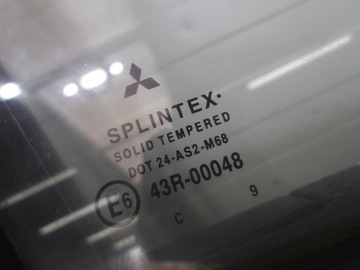 SPLINTEX
SOLID TEMPERED
DOT 24-AS2-M68
E6 43R-00048
C 9